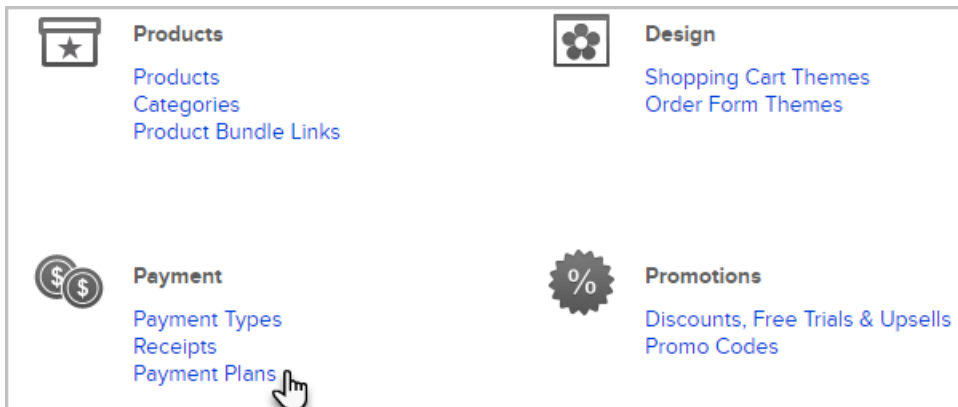 Products
Products
Categories
Product Bundle Links
Design
Shopping Cart Themes
Order Form Themes
$
$
Payment
Payment Types
Receipts
Payment Plans
%
Promotions
Discounts, Free Trials & Upsells
Promo Codes